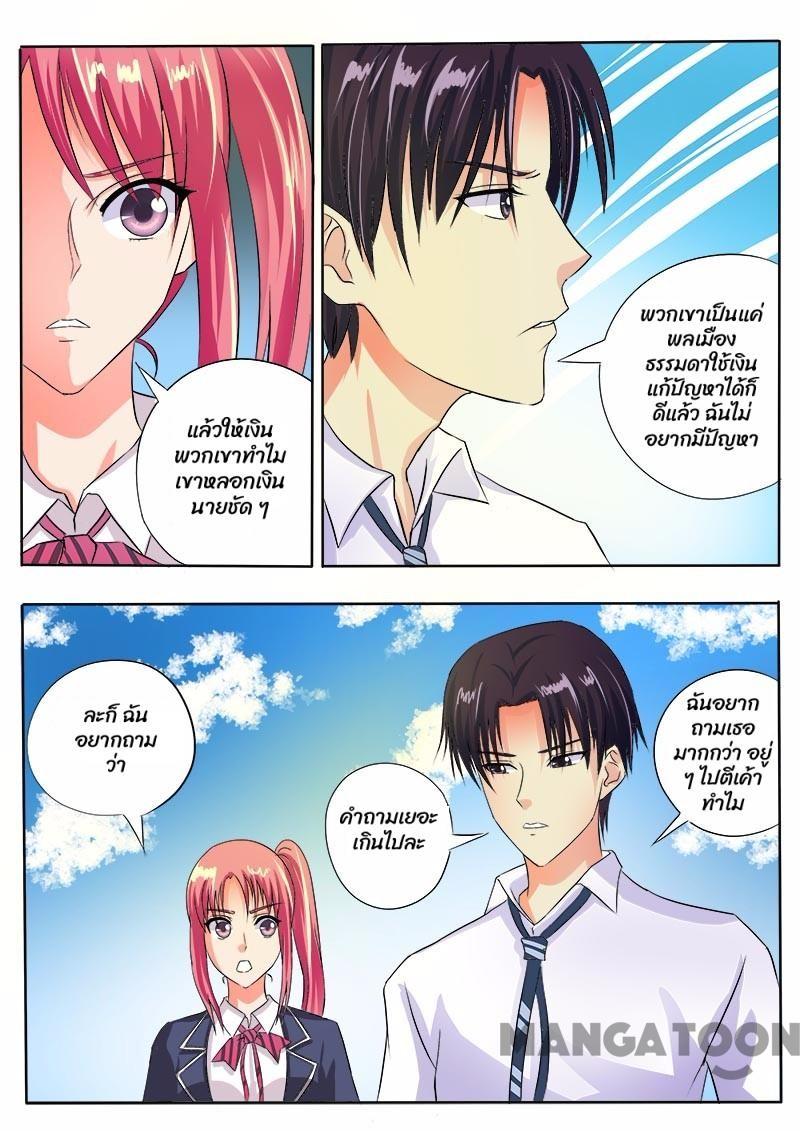 แล้วให้เงิน
พวกเขาทำไม
เขาหลอกเงิน
นายชัด ๆ
พวกเขาเป็นแค่
พลเมือง
ธรรมดาใช้เงิน
แก้ปัญหาได้ก็
ดีแล้ว ฉันไม่
อยากมีปัญหา
ละก็ ฉัน
อยากถาม
ว่า
คำถามเยอะ
เกินไปละ
ฉันอยาก
ถามเธอ
มากกว่า อยู่
ๆ ไปตีเค้า
ทำไม
MANGATOON